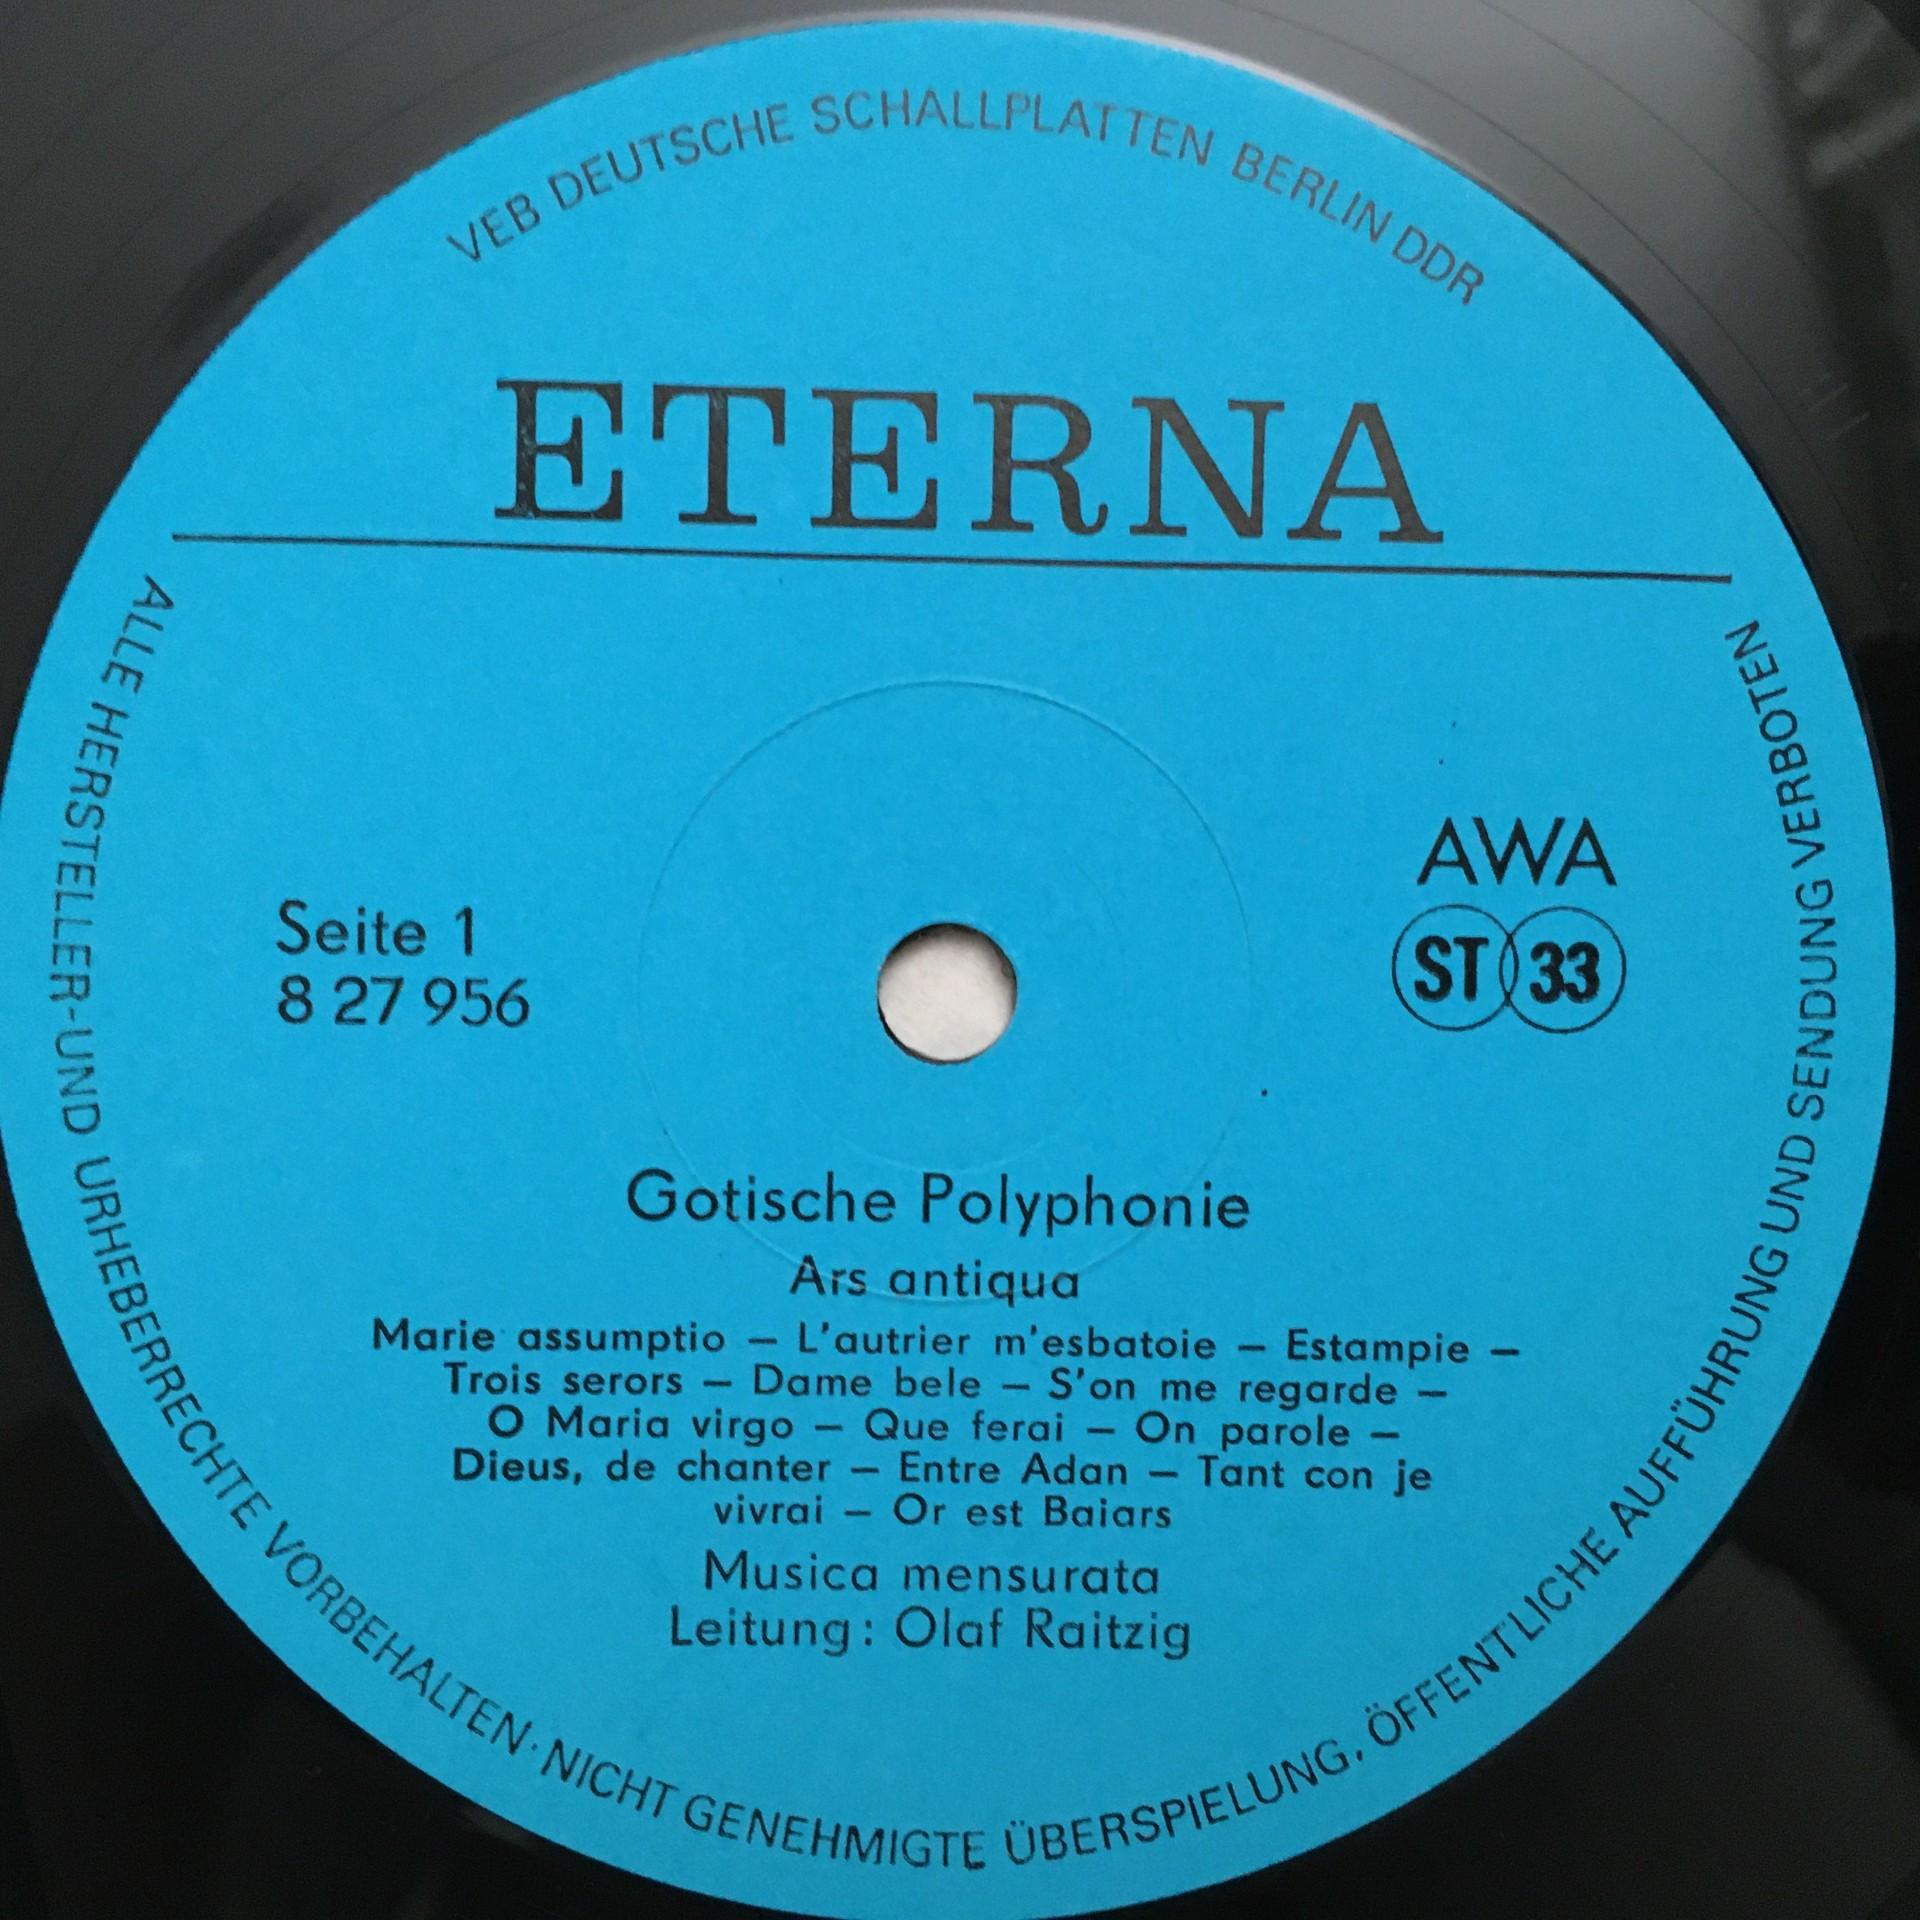 VEB DEUTSCHE SCHALLPLATTEN BERLIN DDR
ETERNA
Seite 1
8 27 956
AWA
ST 33
Gotische Polyphonie
Ars antiqua
Marie assumptio – L'autrier m'esbatoie – Estampie –
Trois serors – Dame bele – S'on me regarde –
O Maria virgo – Que ferai – On parole –
Dieus, de chanter – Entre Adan – Tant con je
vivrai – Or est Baiars
Musica mensurata
Leitung: Olaf Raitzig
ALLE HERSTELLER-UND URHEBERRECHTE VORBEHALTEN · NICHT GENEHMIGTE ÜBERSPIELUNG, ÖFFENTLICHE AUFFÜHRUNG UND SENDUNG VERBOTEN